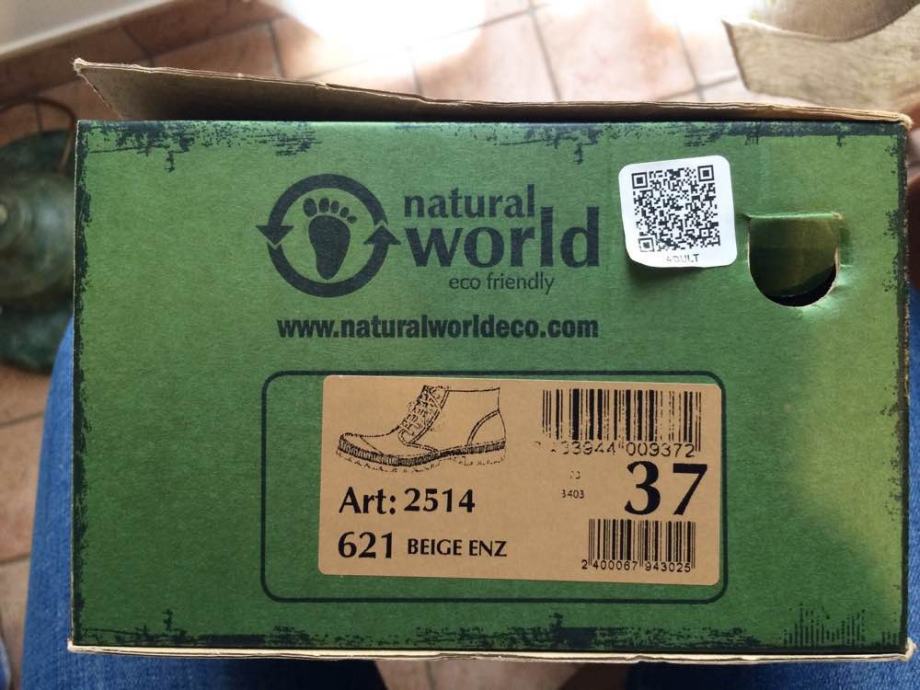 natural
world
eco friendly
www.naturalworldeco.com
ADULT
009372
37
3403
Art: 2514
621 BEIGE ENZ
2 400067 943025